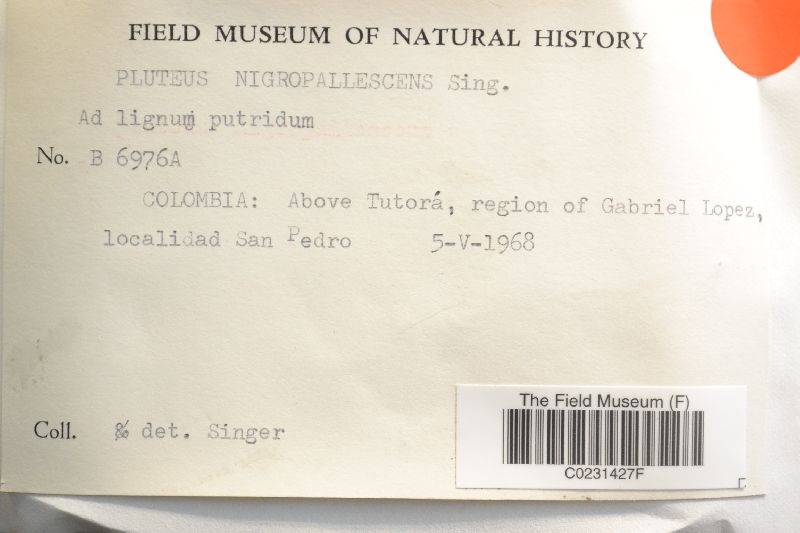 FIELD MUSEUM OF NATURAL HISTORY
PLUTEUS NIGROPALLESCENS Sing.
Ad lignum putridum
No. B 6976A
COLOMBIA: Above Tutorá, region of Gabriel Lopez,
localidad San Pedro 5-V-1968
Coll. & det. Singer
The Field Museum (F)
C0231427F